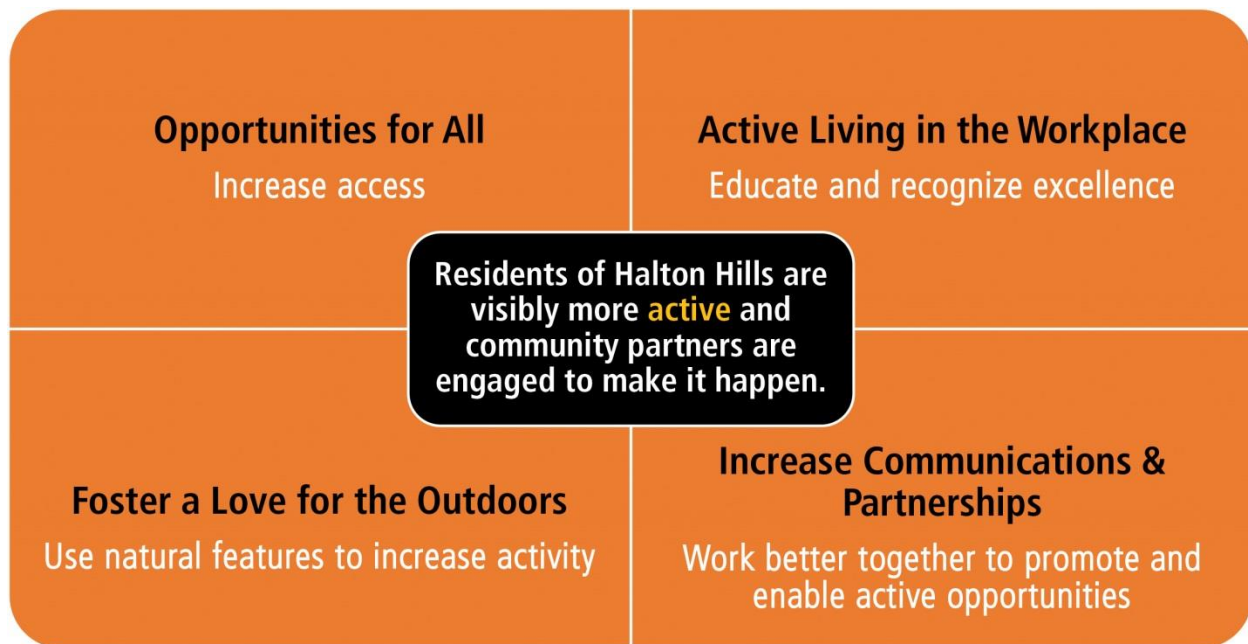 Opportunities for All
Increase access
Active Living in the Workplace
Educate and recognize excellence
Residents of Halton Hills are
visibly more active and
community partners are
engaged to make it happen.
Foster a Love for the Outdoors
Use natural features to increase activity
Increase Communications &
Partnerships
Work better together to promote and
enable active opportunities